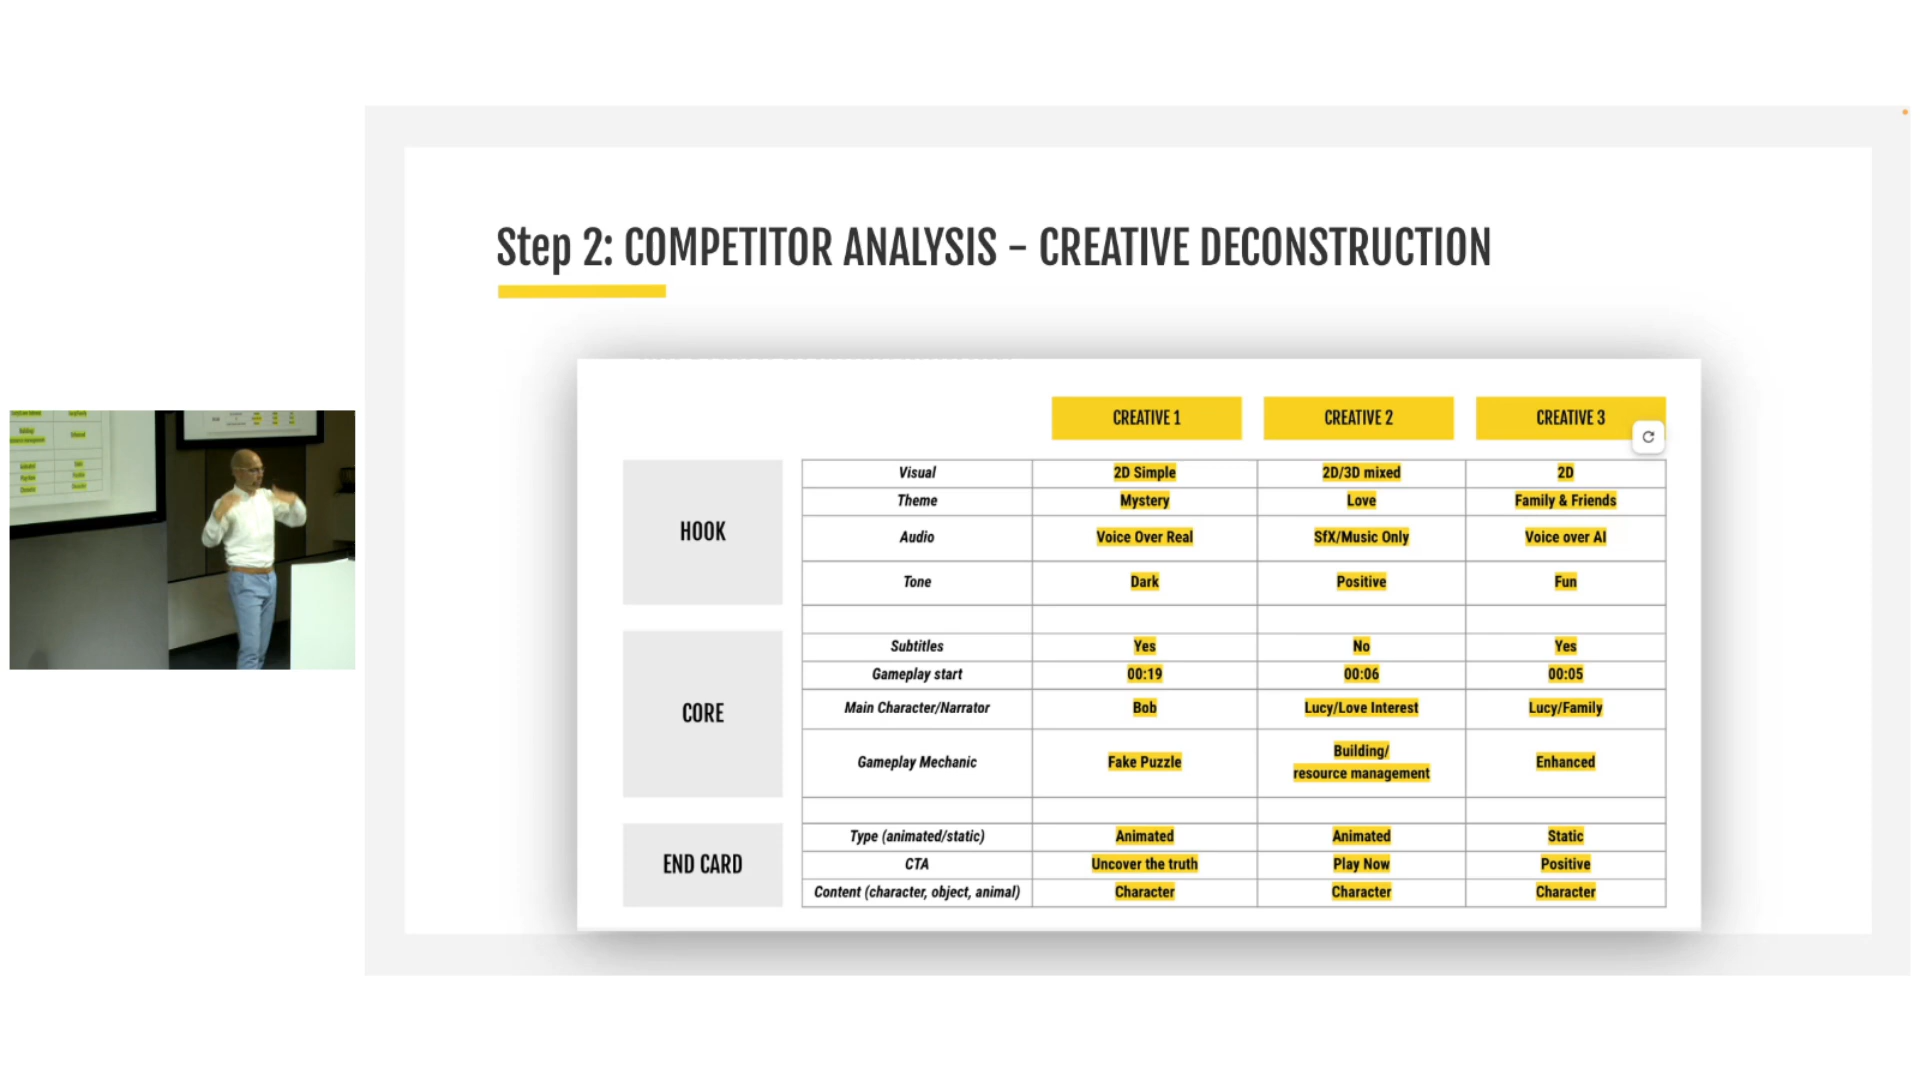 Step 2: COMPETITOR ANALYSIS – CREATIVE DECONSTRUCTION
CREATIVE 1 CREATIVE 2 CREATIVE 3
HOOK
Visual 2D Simple 2D/3D mixed 2D
Theme Mystery Love Family & Friends
Audio Voice Over Real SfX/Music Only Voice over AI
Tone Dark Positive Fun
CORE
Subtitles Yes No Yes
Gameplay start 00:19 00:06 00:05
Main Character/Narrator Bob Lucy/Love Interest Lucy/Family
Gameplay Mechanic Fake Puzzle Building/ resource management Enhanced
END CARD
Type (animated/static) Animated Animated Static
CTA Uncover the truth Play Now Positive
Content (character, object, animal) Character Character Character